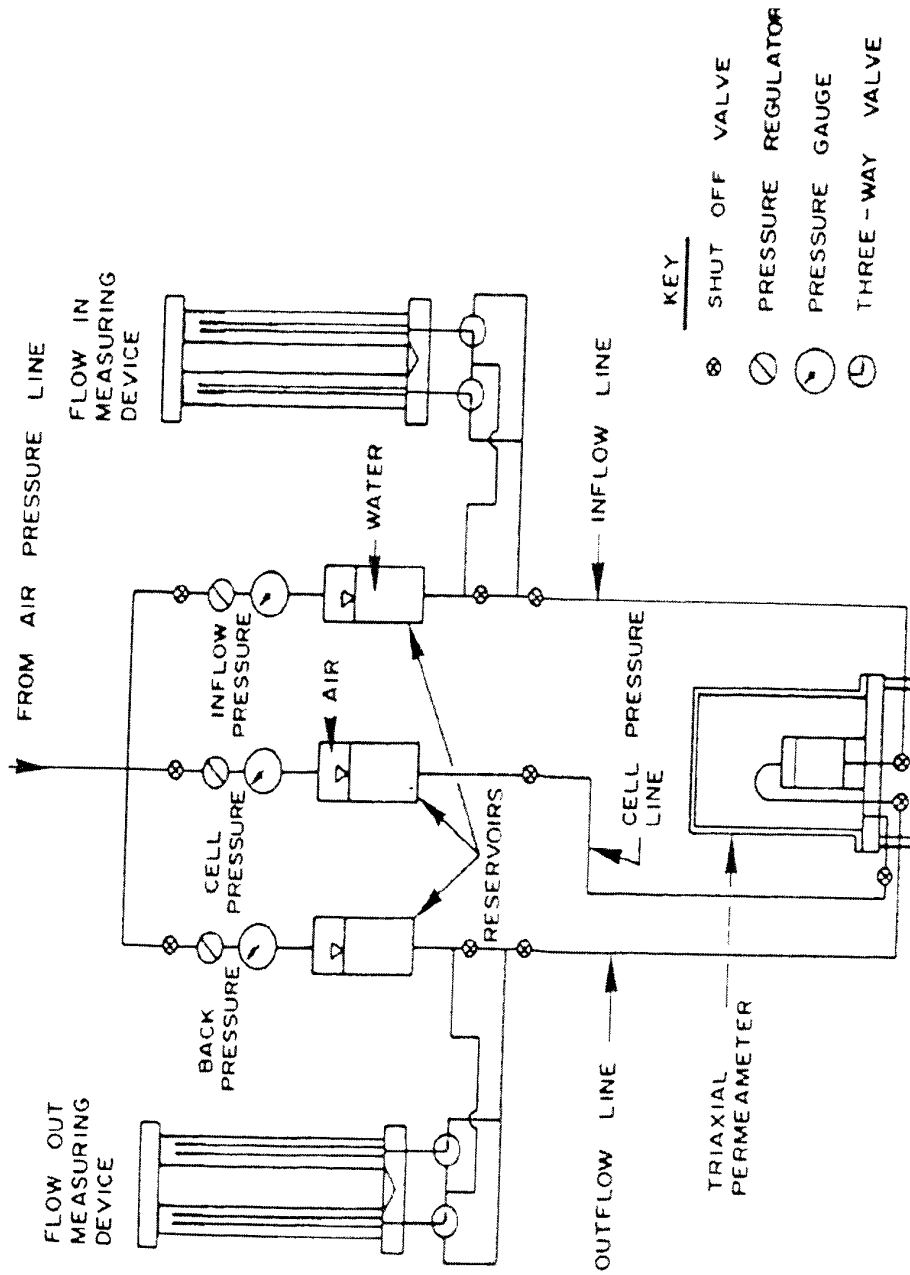 FROM AIR PRESSURE LINE
FLOW OUT
MEASURING
DEVICE
BACK
PRESSURE
CELL
PRESSURE
INFLOW
PRESSURE
FLOW IN
MEASURING
DEVICE
AIR
WATER
RESERVOIRS
OUTFLOW LINE
CELL PRESSURE
LINE
INFLOW LINE
TRIAXIAL
PERMEAMETER
KEY
SHUT OFF VALVE
PRESSURE REGULATOR
PRESSURE GAUGE
THREE-WAY VALVE